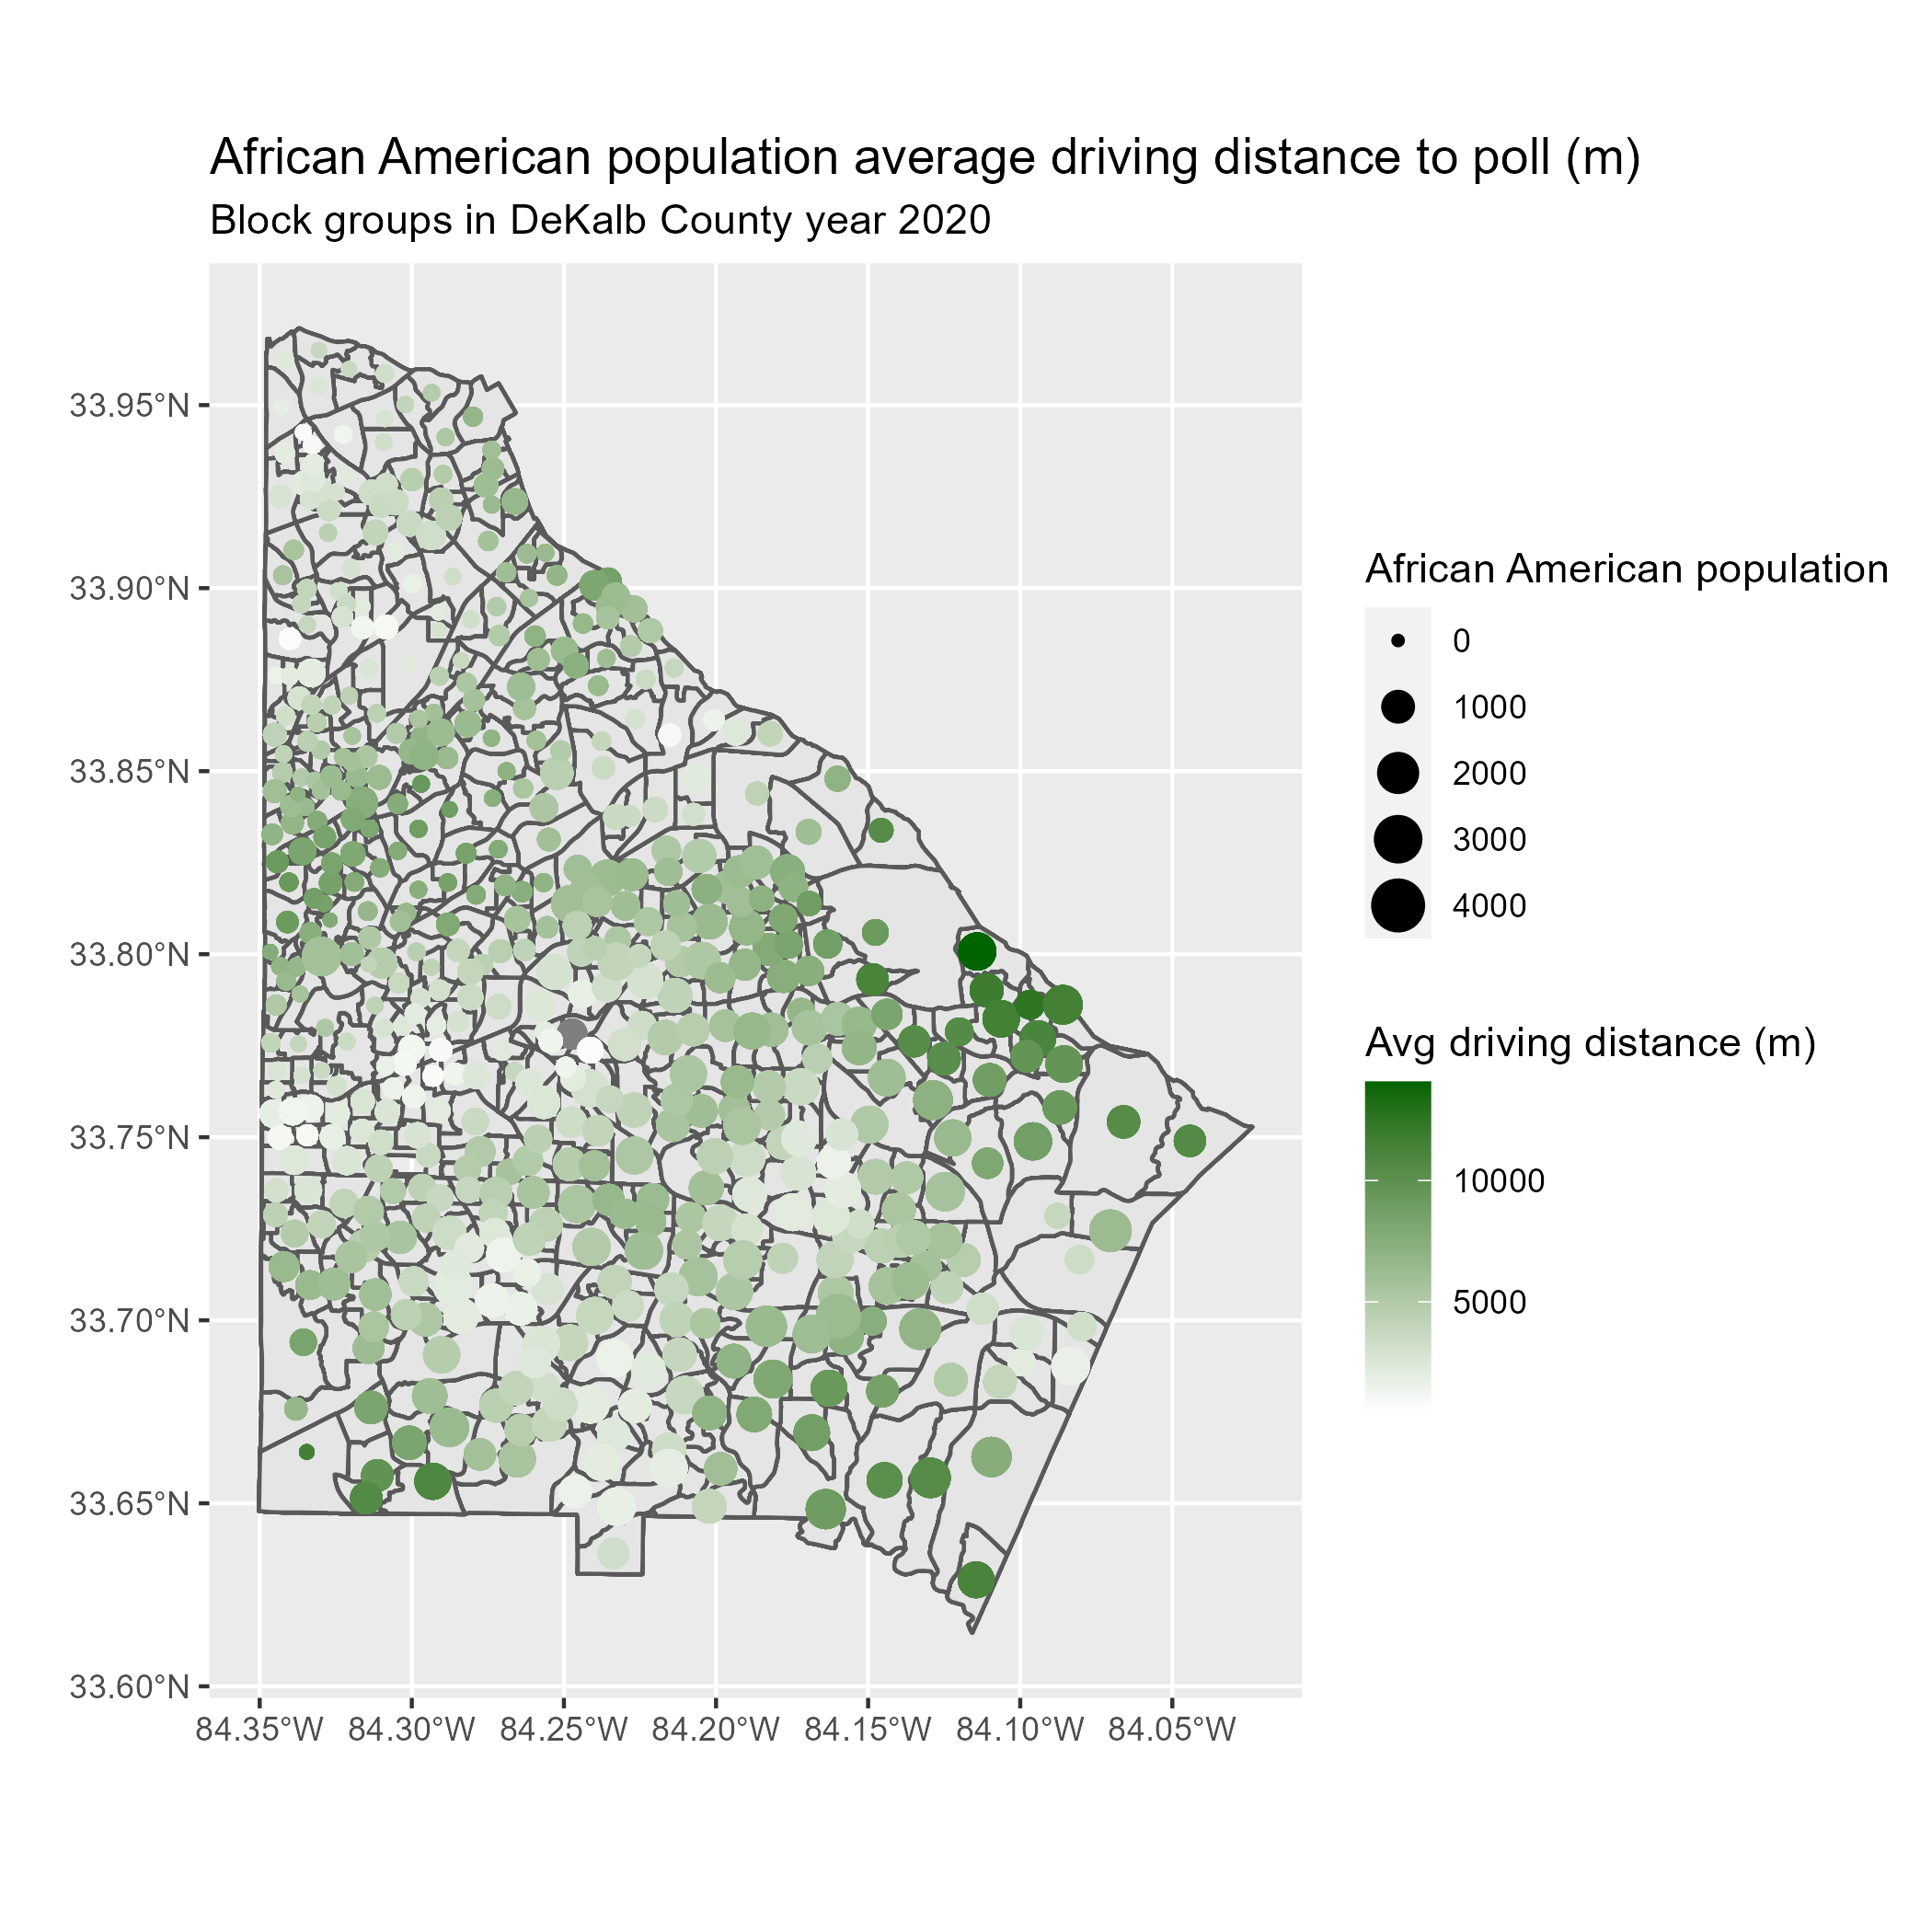 African American population average driving distance to poll (m)
Block groups in DeKalb County year 2020
33.95°N
33.90°N
33.85°N
33.80°N
33.75°N
33.70°N
33.65°N
33.60°N
84.35°W 84.30°W 84.25°W 84.20°W 84.15°W 84.10°W 84.05°W
African American population
0
1000
2000
3000
4000
Avg driving distance (m)
10000
5000